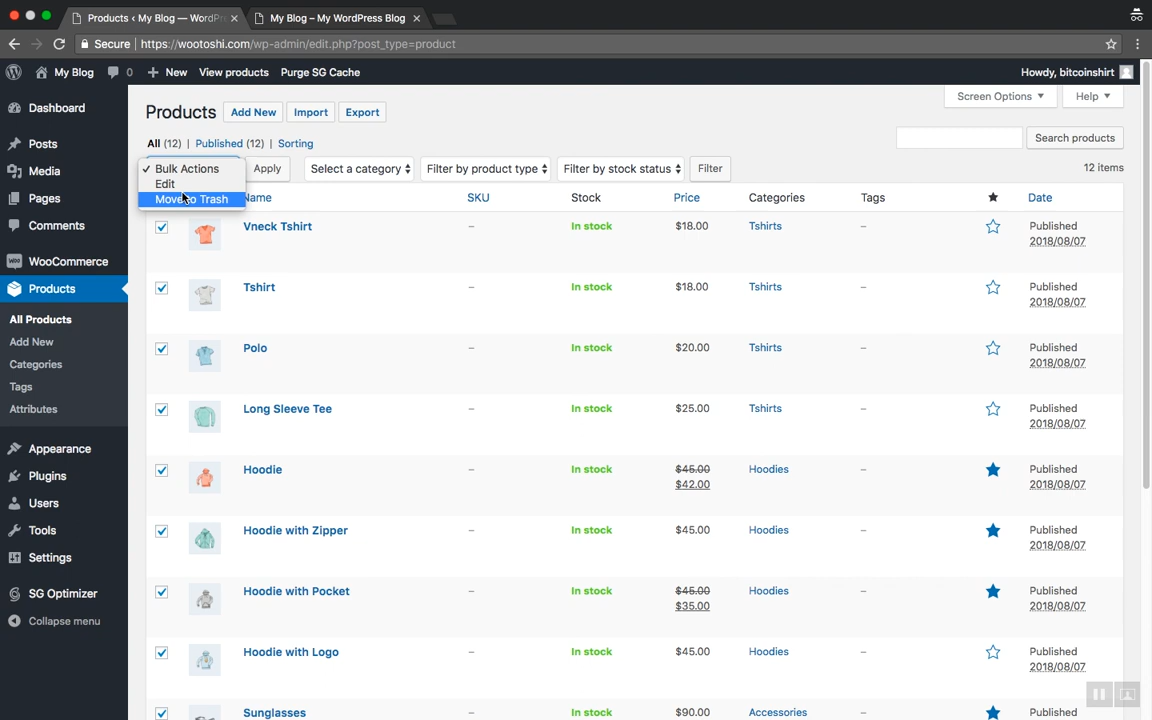 Products ‹ My Blog — WordPr
My Blog – My WordPress Blog
Secure | https://wootoshi.com/wp-admin/edit.php?post_type=product
My Blog 0 New View products Purge SG Cache Howdy, bitcoinshirt
Dashboard
Posts
Media
Pages
Comments
WooCommerce
Products
All Products
Add New
Categories
Tags
Attributes
Appearance
Plugins
Users
Tools
Settings
SG Optimizer
Collapse menu
Screen Options Help
Products Add New Import Export
All (12) | Published (12) | Sorting
Search products
Bulk Actions
Edit
Move to Trash
Apply Select a category Filter by product type Filter by stock status Filter 12 items
Name SKU Stock Price Categories Tags Date
Vneck Tshirt – In stock $18.00 Tshirts – Published
2018/08/07
Tshirt – In stock $18.00 Tshirts – Published
2018/08/07
Polo – In stock $20.00 Tshirts – Published
2018/08/07
Long Sleeve Tee – In stock $25.00 Tshirts – Published
2018/08/07
Hoodie – In stock $45.00 Hoodies – Published
$42.00 2018/08/07
Hoodie with Zipper – In stock $45.00 Hoodies – Published
2018/08/07
Hoodie with Pocket – In stock $45.00 Hoodies – Published
$35.00 2018/08/07
Hoodie with Logo – In stock $45.00 Hoodies – Published
2018/08/07
Sunglasses – In stock $90.00 Accessories – Published